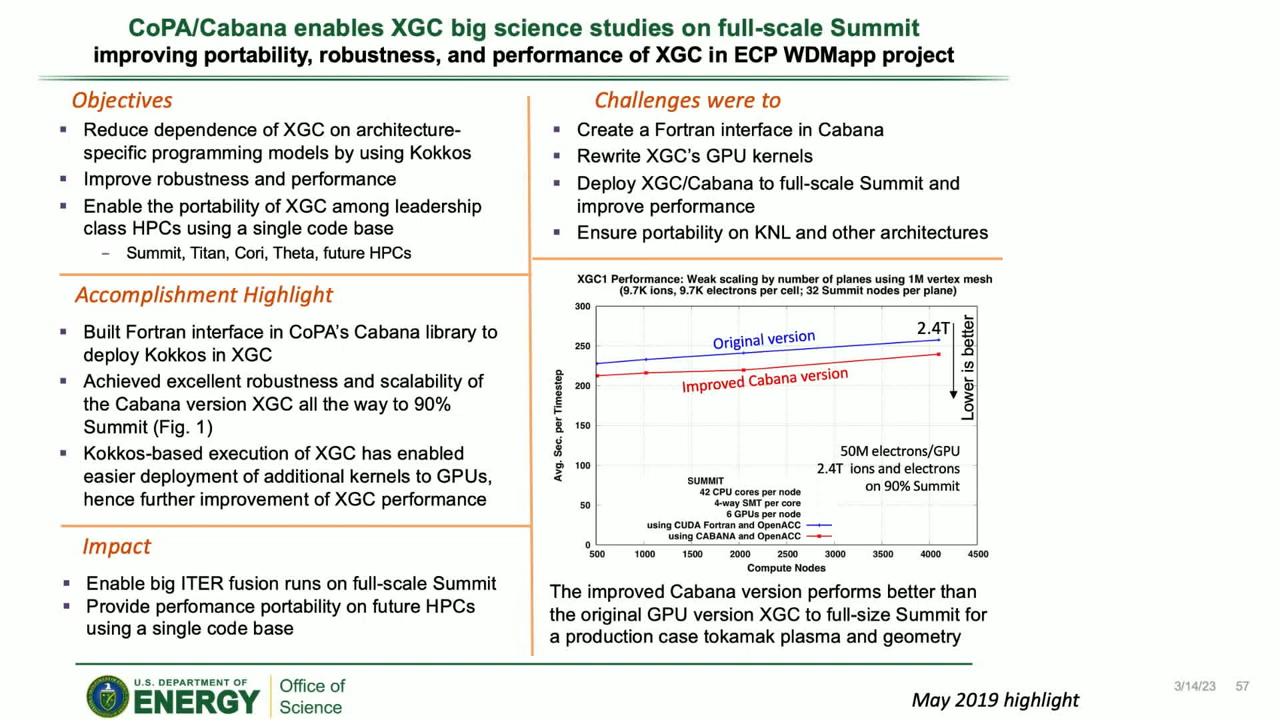 CoPA/Cabana enables XGC big science studies on full-scale Summit
improving portability, robustness, and performance of XGC in ECP WDMapp project
Objectives
▪ Reduce dependence of XGC on architecture-
specific programming models by using Kokkos
▪ Improve robustness and performance
▪ Enable the portability of XGC among leadership
class HPCs using a single code base
– Summit, Titan, Cori, Theta, future HPCs
Accomplishment Highlight
▪ Built Fortran interface in CoPA's Cabana library to
deploy Kokkos in XGC
▪ Achieved excellent robustness and scalability of
the Cabana version XGC all the way to 90%
Summit (Fig. 1)
▪ Kokkos-based execution of XGC has enabled
easier deployment of additional kernels to GPUs,
hence further improvement of XGC performance
Impact
▪ Enable big ITER fusion runs on full-scale Summit
▪ Provide perfomance portability on future HPCs
using a single code base
Challenges were to
▪ Create a Fortran interface in Cabana
▪ Rewrite XGC's GPU kernels
▪ Deploy XGC/Cabana to full-scale Summit and
improve performance
▪ Ensure portability on KNL and other architectures
XGC1 Performance: Weak scaling by number of planes using 1M vertex mesh
(9.7K ions, 9.7K electrons per cell; 32 Summit nodes per plane)
300
250
200
150
100
50
0
Avg. Sec. per Timestep
Original version
Improved Cabana version
2.4T
Lower is better
50M electrons/GPU
2.4T ions and electrons
on 90% Summit
SUMMIT
42 CPU cores per node
4-way SMT per core
6 GPUs per node
using CUDA Fortran and OpenACC
using CABANA and OpenACC
500 1000 1500 2000 2500 3000 3500 4000 4500
Compute Nodes
The improved Cabana version performs better than
the original GPU version XGC to full-size Summit for
a production case tokamak plasma and geometry
U.S. DEPARTMENT OF
ENERGY
Office of
Science
May 2019 highlight
3/14/23 57